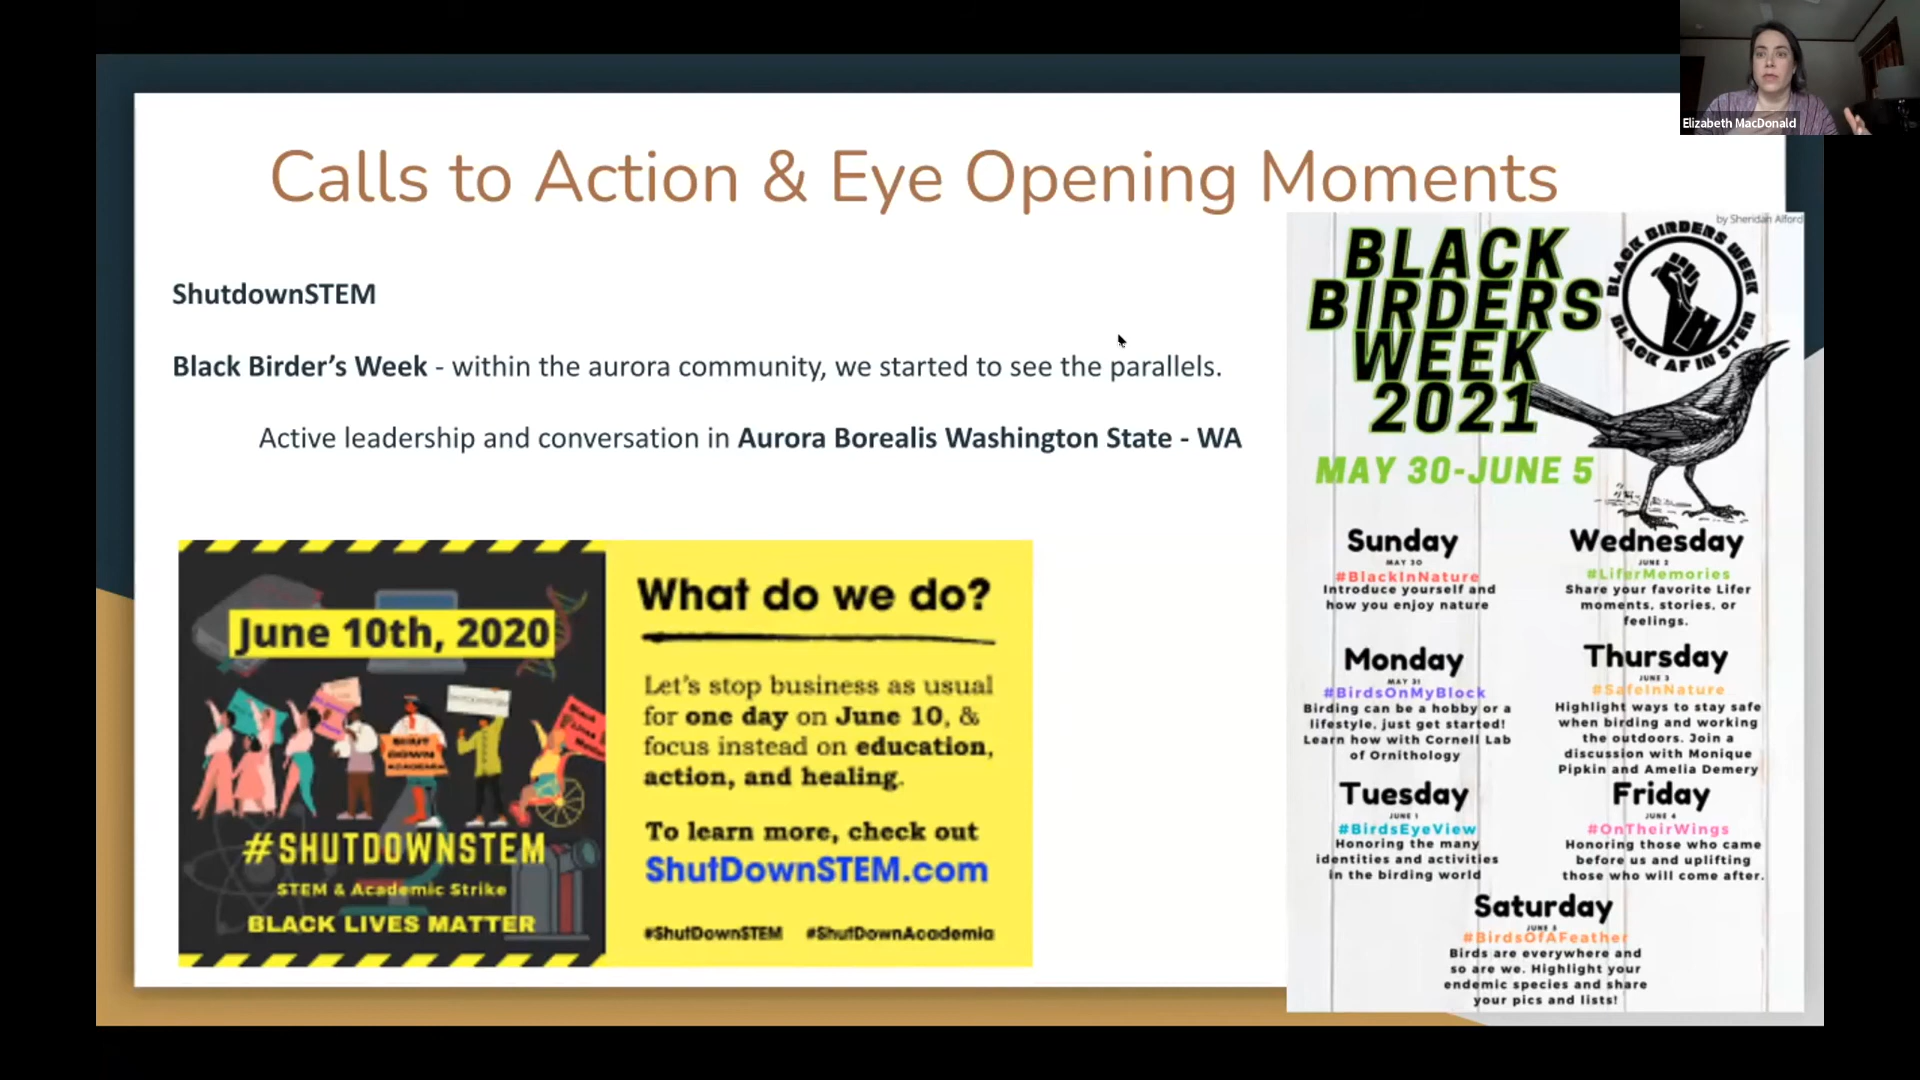 Elizabeth MacDonald
Calls to Action & Eye Opening Moments
ShutdownSTEM
Black Birder’s Week - within the aurora community, we started to see the parallels.
Active leadership and conversation in Aurora Borealis Washington State - WA
June 10th, 2020
SHUT
DOWN
ACADEMIA
Black
Lives
Matter
#SHUTDOWNSTEM
STEM & Academic Strike
BLACK LIVES MATTER
What do we do?
Let’s stop business as usual
for one day on June 10, &
focus instead on education,
action, and healing.
To learn more, check out
ShutDownSTEM.com
#ShutDownSTEM #ShutDownAcademia
by Sheridan Alford
BLACK
BIRDERS
WEEK
2021
MAY 30-JUNE 5
BLACK BIRDERS WEEK
BLACK AF IN STEM
Sunday
MAY 30
#BlackInNature
Introduce yourself and
how you enjoy nature
Monday
MAY 31
#BirdsOnMyBlock
Birding can be a hobby or a
lifestyle, just get started!
Learn how with Cornell Lab
of Ornithology
Tuesday
JUNE 1
#BirdsEyeView
Honoring the many
identities and activities
in the birding world
Wednesday
JUNE 2
#LiferMemories
Share your favorite Lifer
moments, stories, or
feelings.
Thursday
JUNE 3
#SafeInNature
Highlight ways to stay safe
when birding and working
the outdoors. Join a
discussion with Monique
Pipkin and Amelia Demery
Friday
JUNE 4
#OnTheirWings
Honoring those who came
before us and uplifting
those who will come after.
Saturday
JUNE 5
#BirdsOfAFeather
Birds are everywhere and
so are we. Highlight your
endemic species and share
your pics and lists!